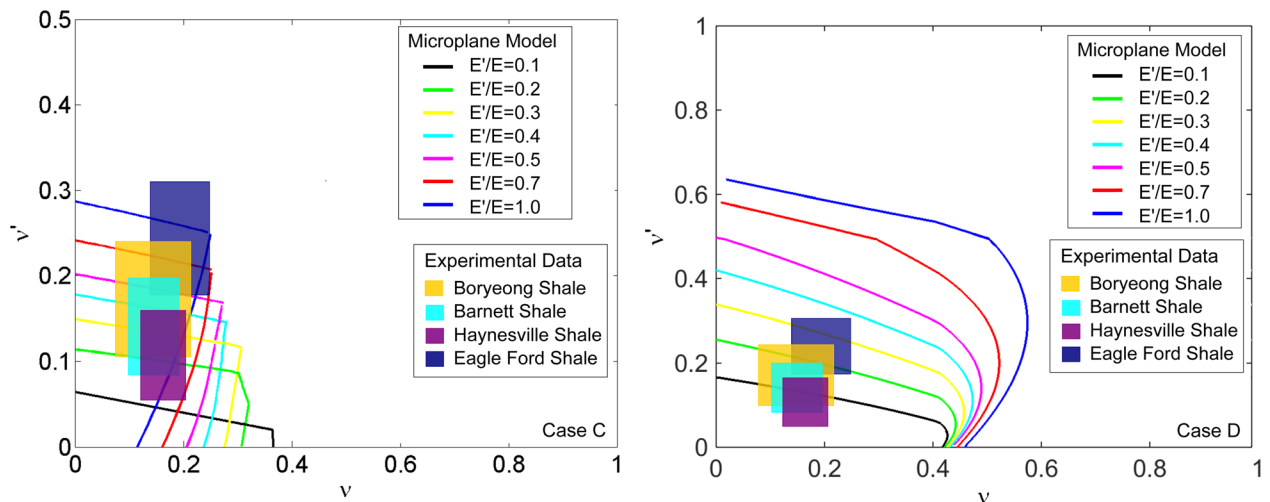 0.5
0.4
0.3
0.2
0.1
0
ν'
0
0.2
0.4
0.6
0.8
1
ν
Microplane Model
E'/E=0.1
E'/E=0.2
E'/E=0.3
E'/E=0.4
E'/E=0.5
E'/E=0.7
E'/E=1.0
Experimental Data
Boryeong Shale
Barnett Shale
Haynesville Shale
Eagle Ford Shale
Case C
1
0.8
0.6
0.4
0.2
0
ν'
0
0.2
0.4
0.6
0.8
1
ν
Microplane Model
E'/E=0.1
E'/E=0.2
E'/E=0.3
E'/E=0.4
E'/E=0.5
E'/E=0.7
E'/E=1.0
Experimental Data
Boryeong Shale
Barnett Shale
Haynesville Shale
Eagle Ford Shale
Case D